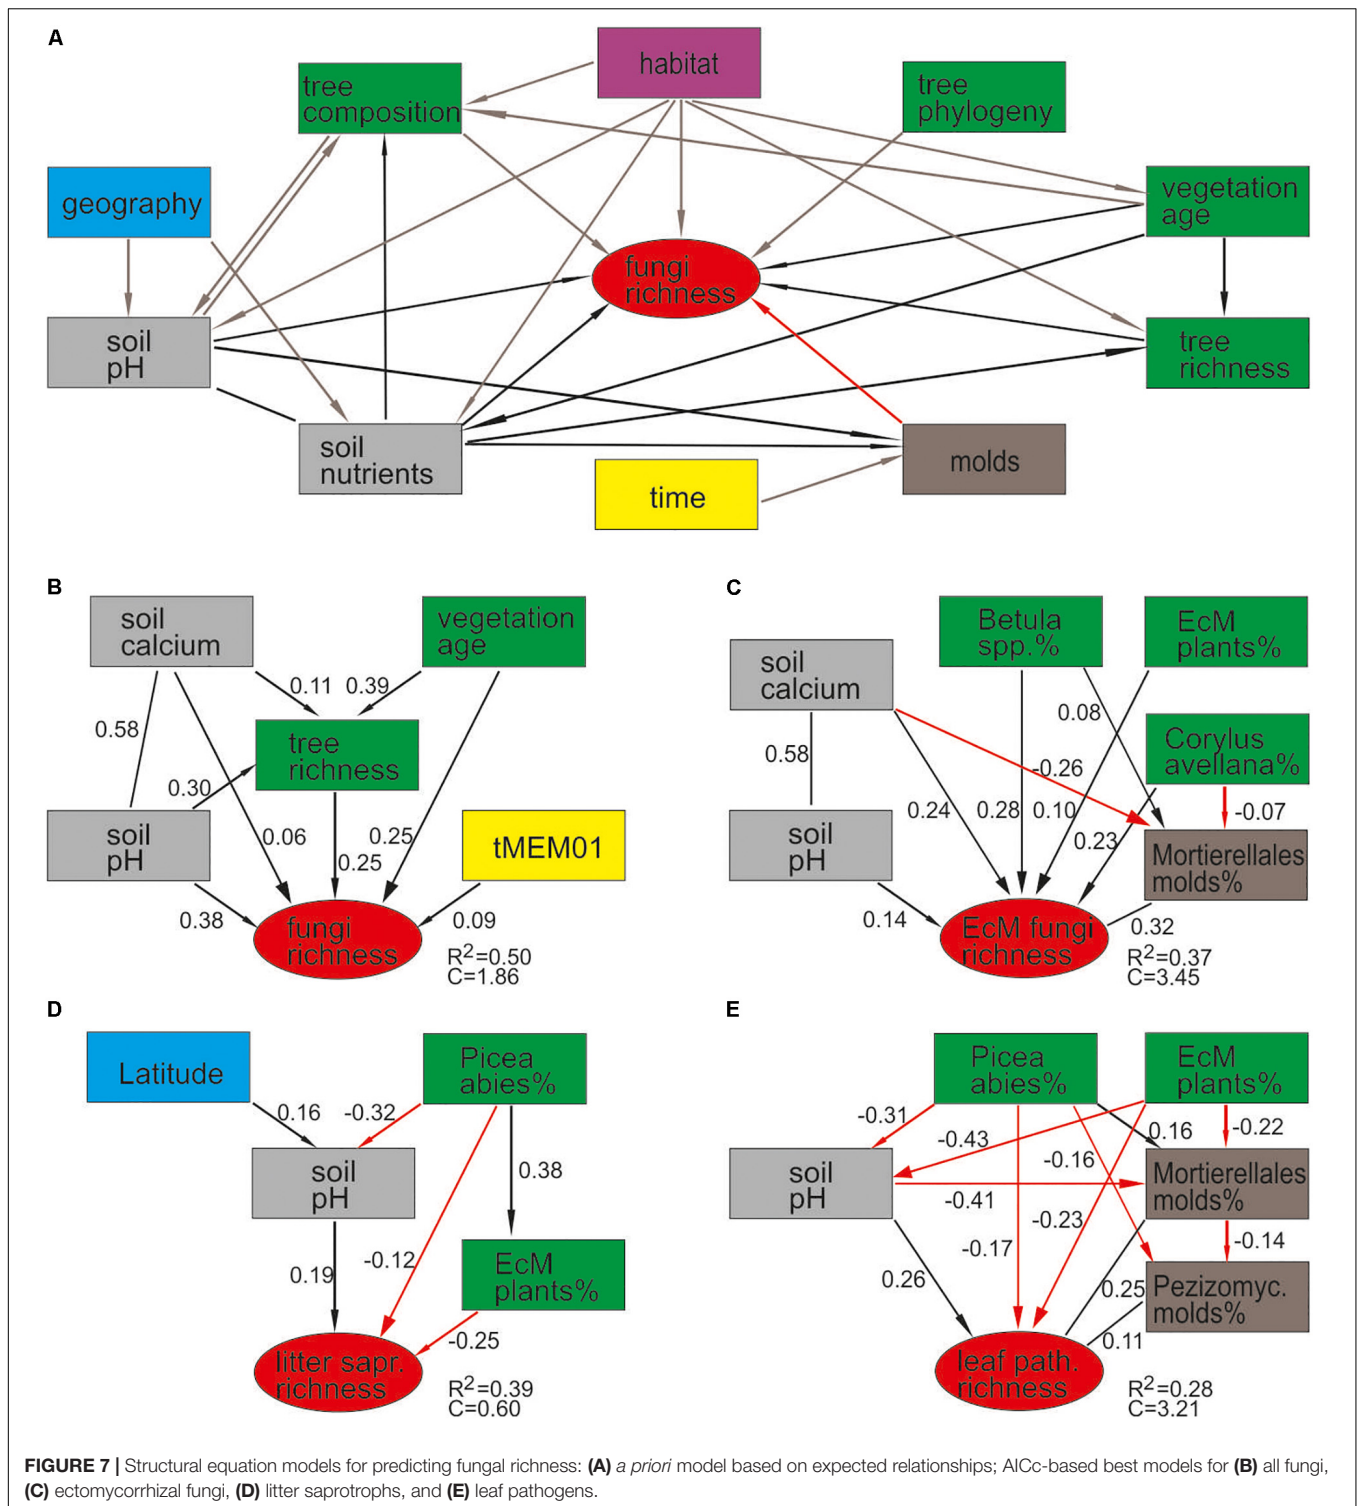 A
habitat
tree
composition
tree
phylogeny
geography
vegetation
age
fungi
richness
soil
pH
tree
richness
soil
nutrients
molds
time
B
soil
calcium
vegetation
age
0.11
0.39
0.58
tree
richness
0.30
soil
pH
0.06
0.25
0.25
tMEM01
0.38
0.09
fungi
richness
R2=0.50
C=1.86
C
Betula
spp.%
EcM
plants%
soil
calcium
0.08
Corylus
avellana%
0.58
-0.26
0.24
0.28
0.10
0.23
-0.07
soil
pH
Mortierellales
molds%
0.14
EcM fungi
richness
0.32
R2=0.37
C=3.45
D
Latitude
Picea
abies%
0.16
-0.32
soil
pH
0.38
0.19
-0.12
EcM
plants%
-0.25
litter sapr.
richness
R2=0.39
C=0.60
E
Picea
abies%
EcM
plants%
-0.31
-0.43
0.16
-0.22
-0.16
soil
pH
Mortierellales
molds%
-0.41
-0.23
-0.17
-0.14
0.26
0.25
Pezizomyc.
molds%
0.11
leaf path.
richness
R2=0.28
C=3.21
FIGURE 7 | Structural equation models for predicting fungal richness: (A) a priori model based on expected relationships; AICc-based best models for (B) all fungi,
(C) ectomycorrhizal fungi, (D) litter saprotrophs, and (E) leaf pathogens.